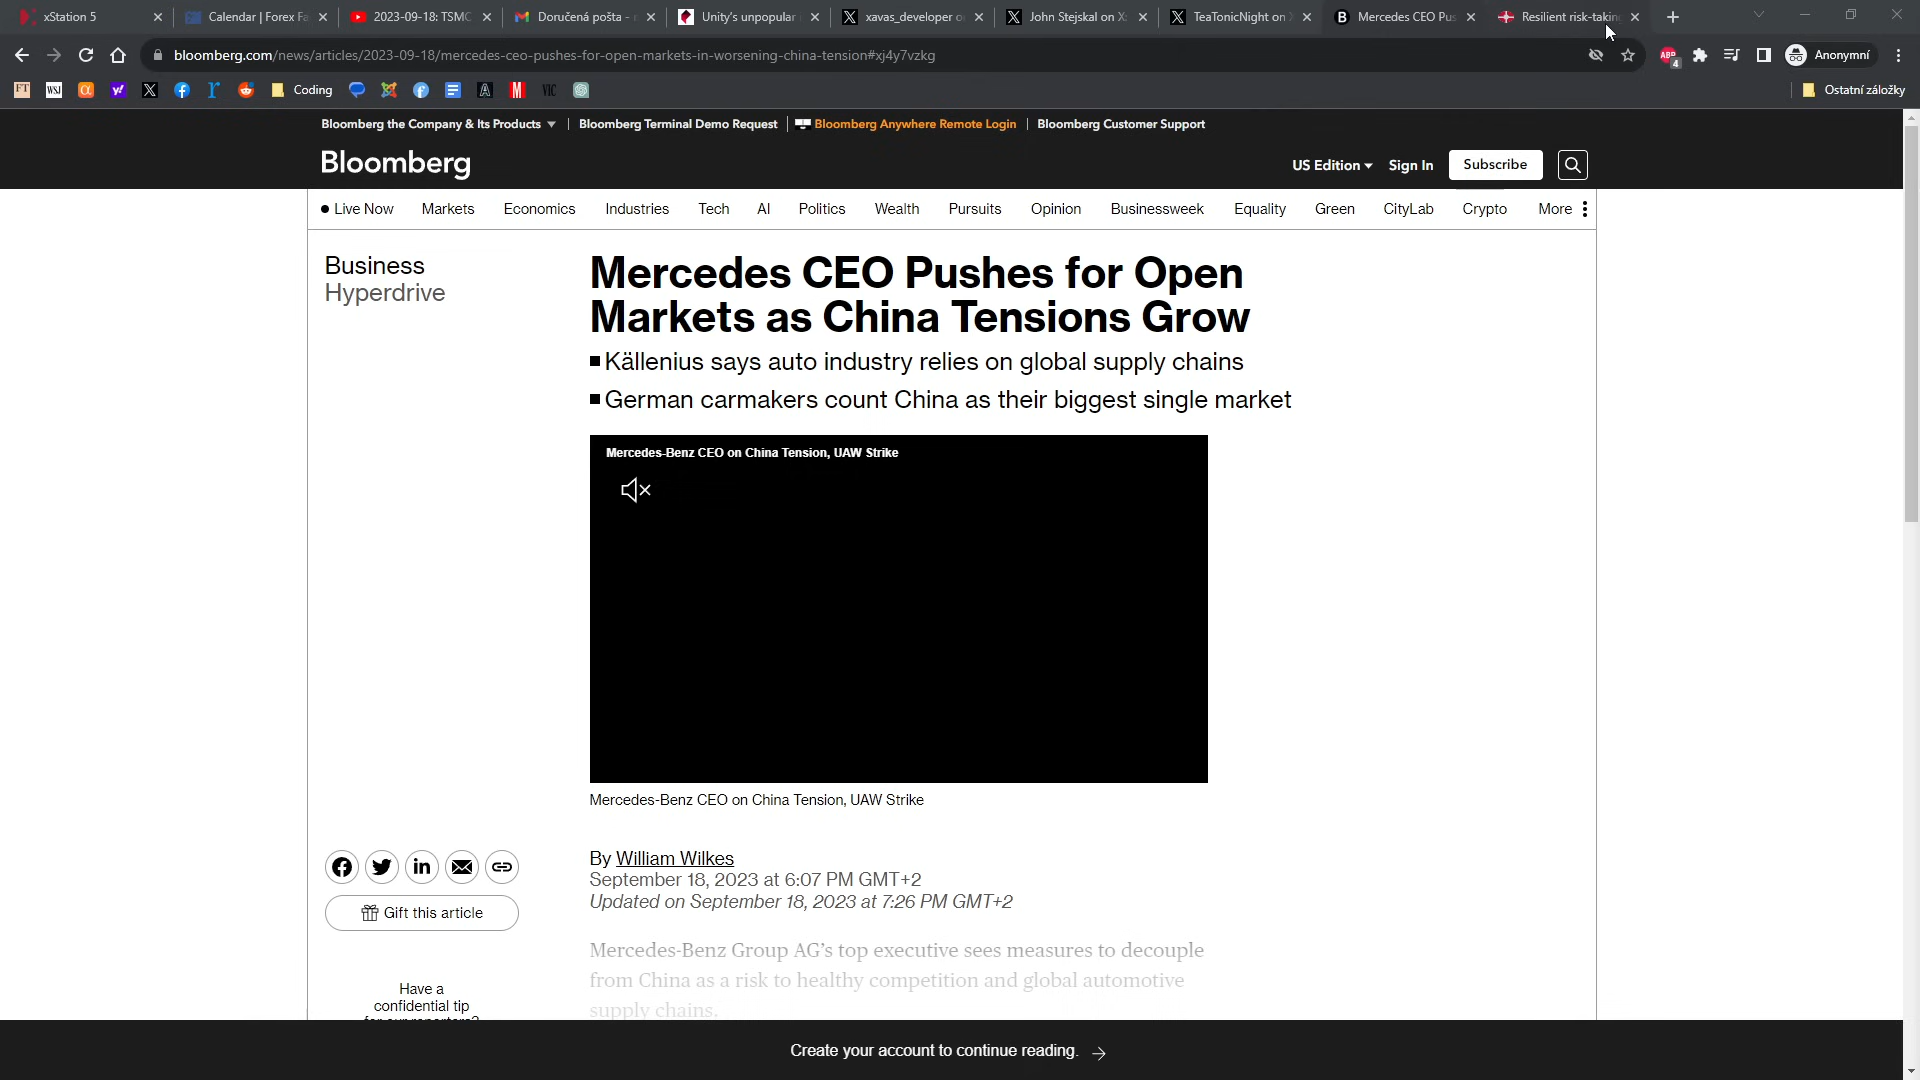 xStation 5
Calendar | Forex Fa
2023-09-18: TSMC
Doručená pošta -
Unity's unpopular
xavas_developer o
John Stejskal on X:
TeaTonicNight on X
Mercedes CEO Pus
Resilient risk-takin
bloomberg.com/news/articles/2023-09-18/mercedes-ceo-pushes-for-open-markets-in-worsening-china-tension#xj4y7vzkg
ABP
4
Anonymní
FT
WSJ
Coding
VIC
Ostatní záložky
Bloomberg the Company & Its Products
Bloomberg Terminal Demo Request
Bloomberg Anywhere Remote Login
Bloomberg Customer Support
Bloomberg
US Edition
Sign In
Subscribe
Live Now
Markets
Economics
Industries
Tech
AI
Politics
Wealth
Pursuits
Opinion
Businessweek
Equality
Green
CityLab
Crypto
More
Business
Hyperdrive
Mercedes CEO Pushes for Open
Markets as China Tensions Grow
Källenius says auto industry relies on global supply chains
German carmakers count China as their biggest single market
Mercedes-Benz CEO on China Tension, UAW Strike
Mercedes-Benz CEO on China Tension, UAW Strike
By William Wilkes
September 18, 2023 at 6:07 PM GMT+2
Updated on September 18, 2023 at 7:26 PM GMT+2
Gift this article
Mercedes-Benz Group AG's top executive sees measures to decouple
from China as a risk to healthy competition and global automotive
supply chains.
Have a
confidential tip
for our reporters?
Create your account to continue reading.